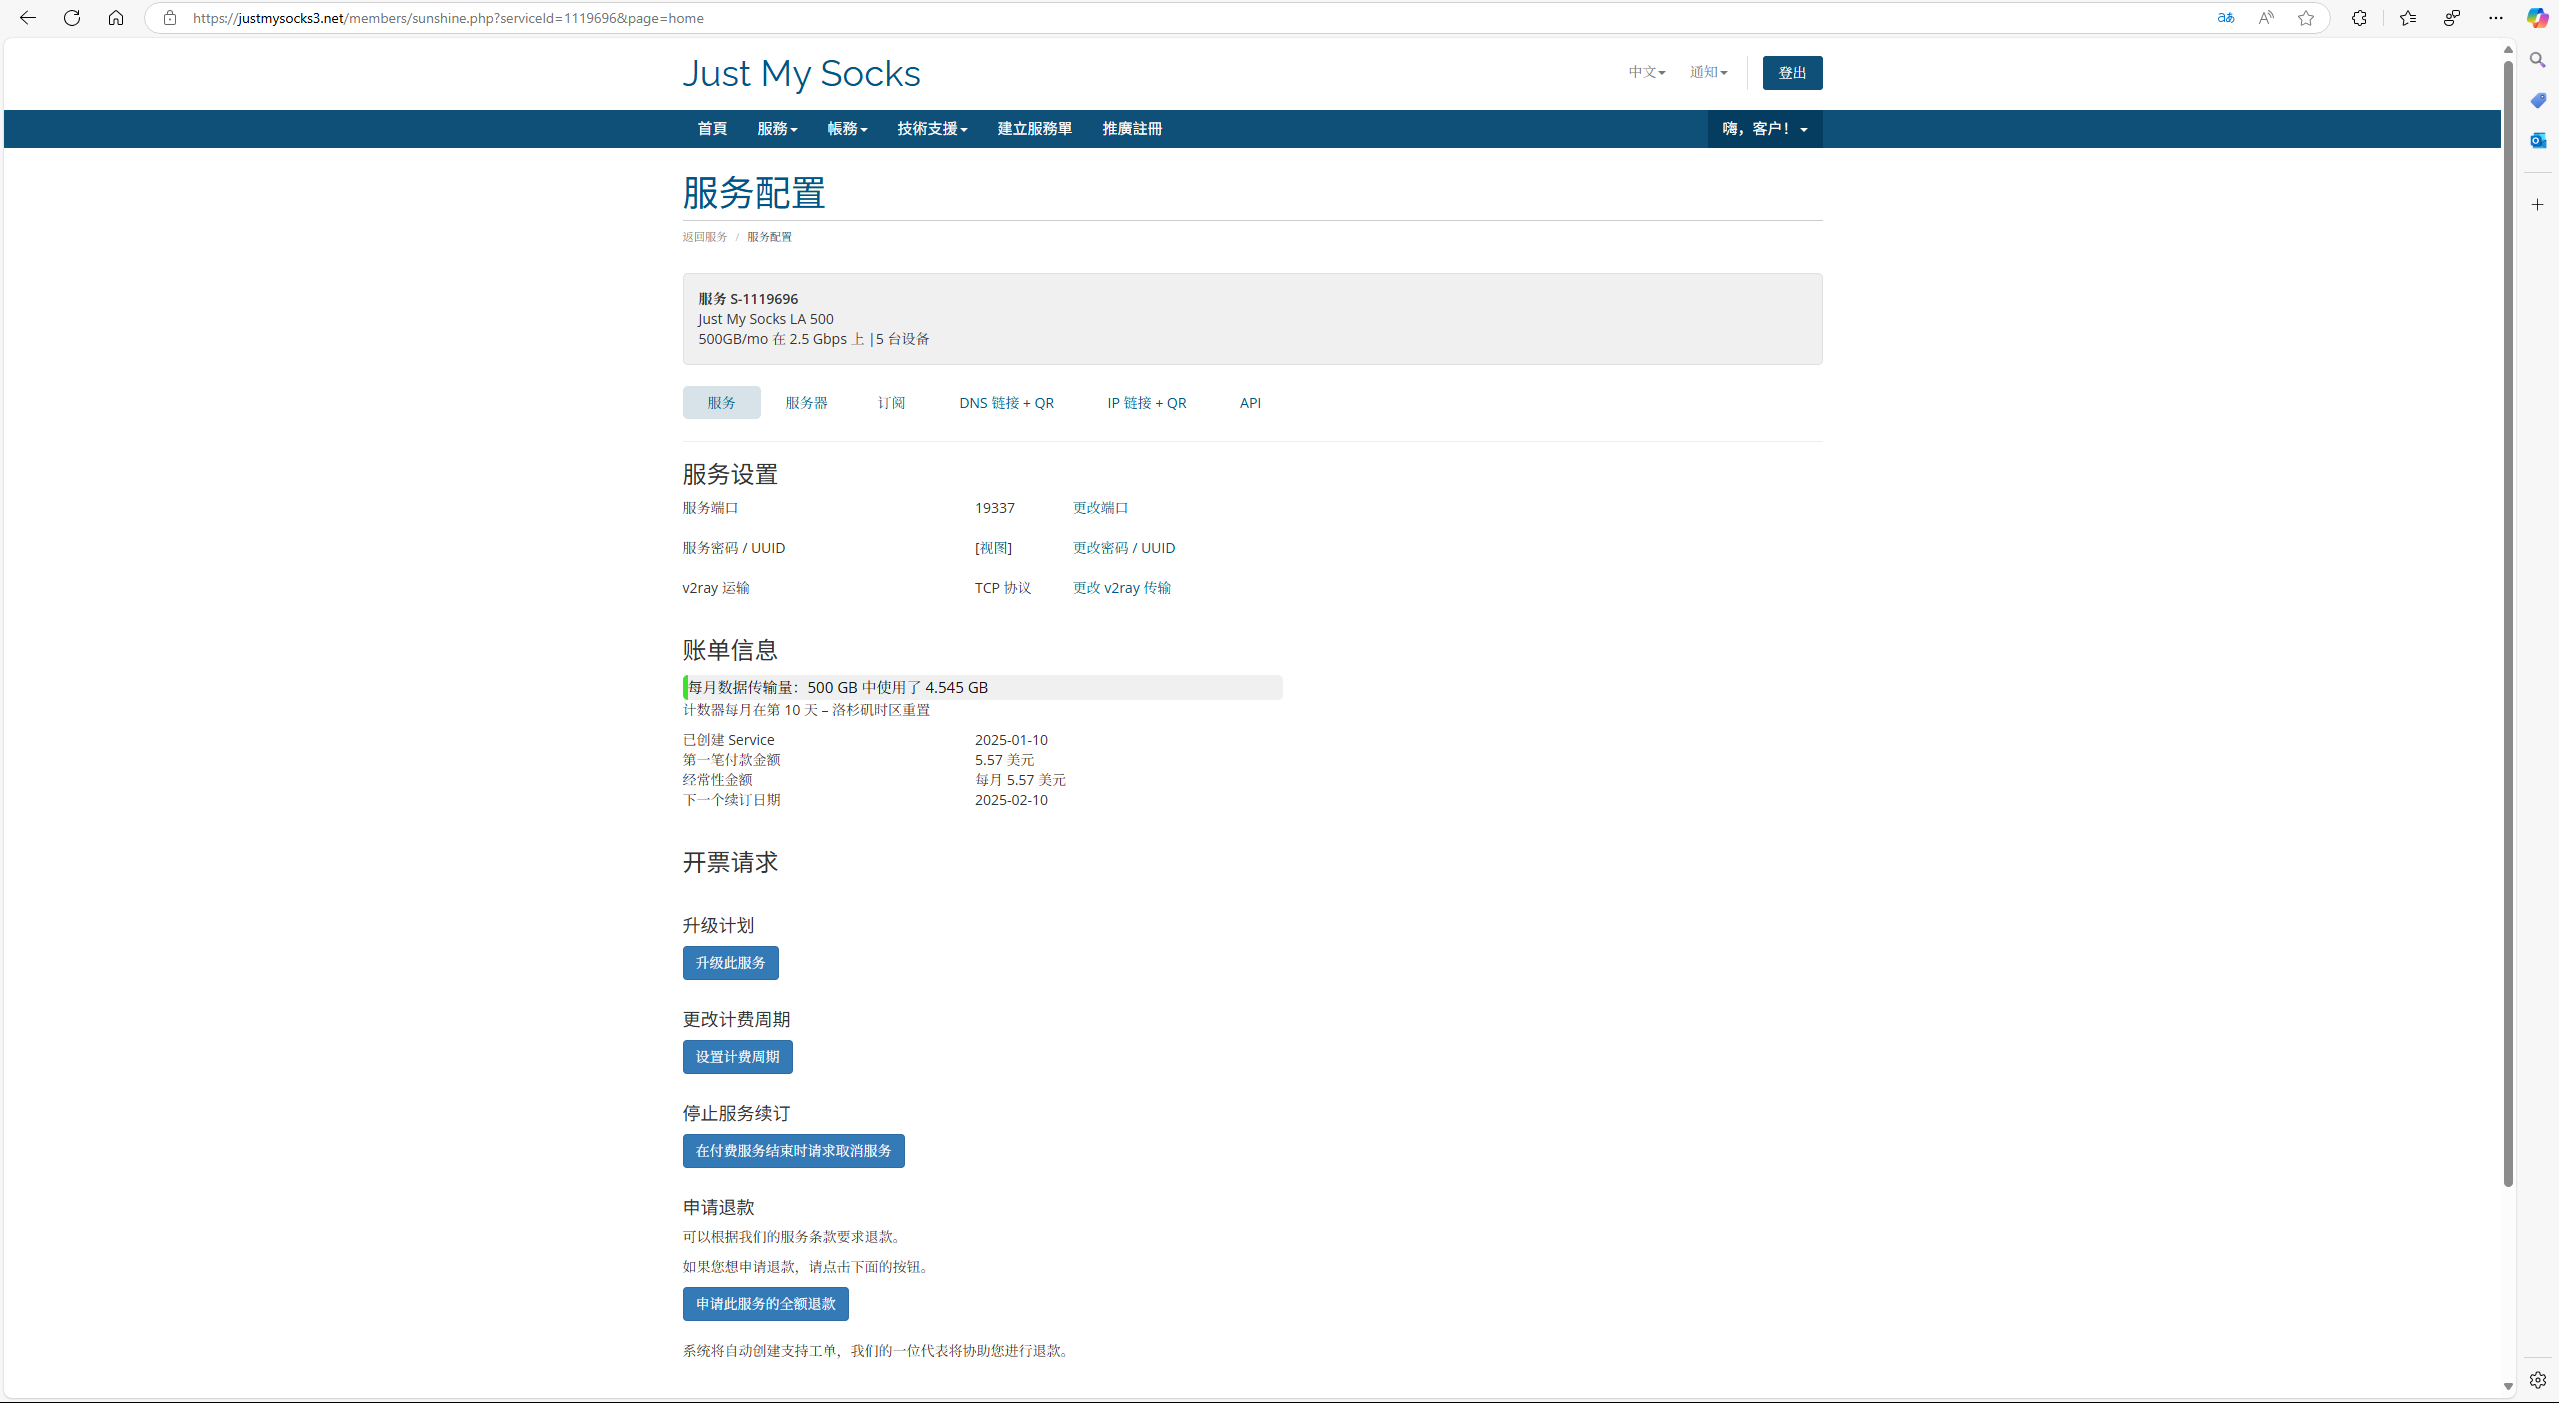 https://justmysocks3.net/members/sunshine.php?serviceId=1119696&page=home
Just My Socks
中文
通知
登出
首頁
服務
帳務
技術支援
建立服務單
推廣註冊
嗨，客户！
服务配置
返回服务 / 服务配置
服务 S-1119696
Just My Socks LA 500
500GB/mo 在 2.5 Gbps 上 |5 台设备
服务
服务器
订阅
DNS 链接 + QR
IP 链接 + QR
API
服务设置
服务端口 19337 更改端口
服务密码 / UUID [视图] 更改密码 / UUID
v2ray 运输 TCP 协议 更改 v2ray 传输
账单信息
每月数据传输量：500 GB 中使用了 4.545 GB
计数器每月在第 10 天 – 洛杉矶时区重置
已创建 Service 2025-01-10
第一笔付款金额 5.57 美元
经常性金额 每月 5.57 美元
下一个续订日期 2025-02-10
开票请求
升级计划
升级此服务
更改计费周期
设置计费周期
停止服务续订
在付费服务结束时请求取消服务
申请退款
可以根据我们的服务条款要求退款。
如果您想申请退款，请点击下面的按钮。
申请此服务的全额退款
系统将自动创建支持工单，我们的一位代表将协助您进行退款。